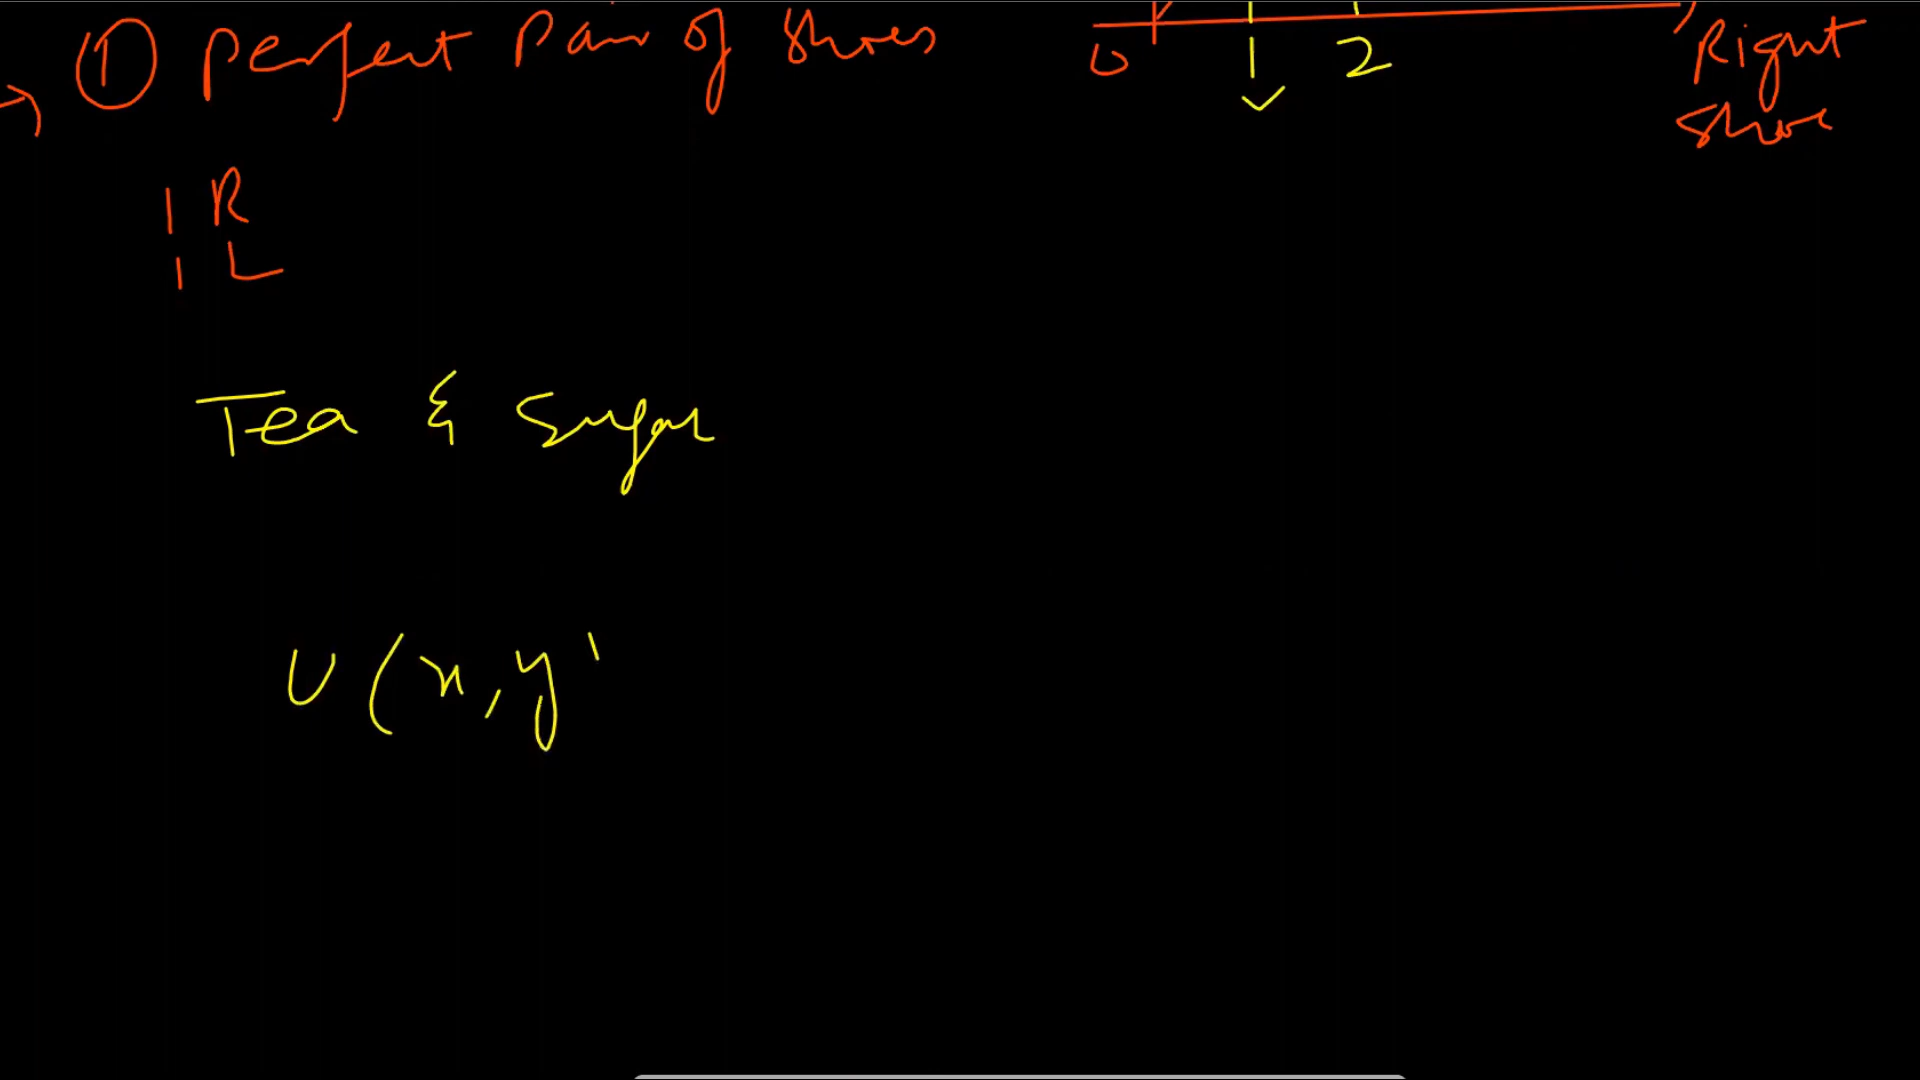 ① Perfect Pair of Shoes
1 R
1 L
Tea & Sugar
U(x, y
0 1 2
Right
Shoe